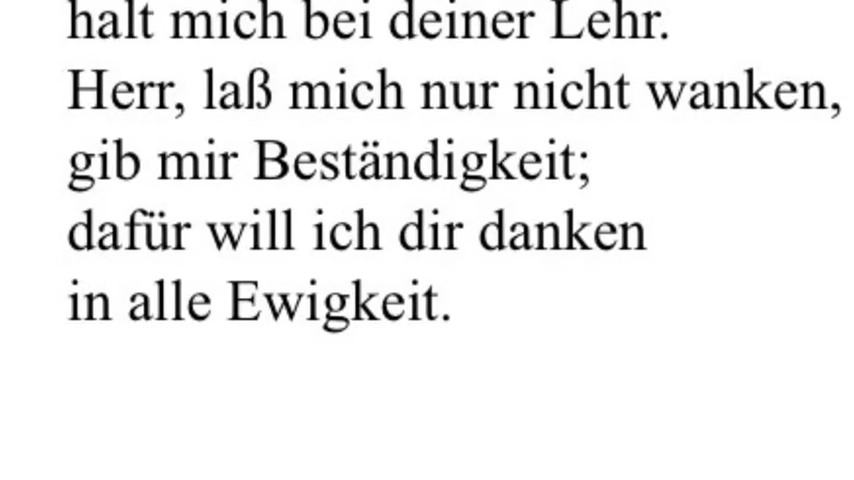 halt mich bei deiner Lehr.
Herr, laß mich nur nicht wanken,
gib mir Beständigkeit;
dafür will ich dir danken
in alle Ewigkeit.